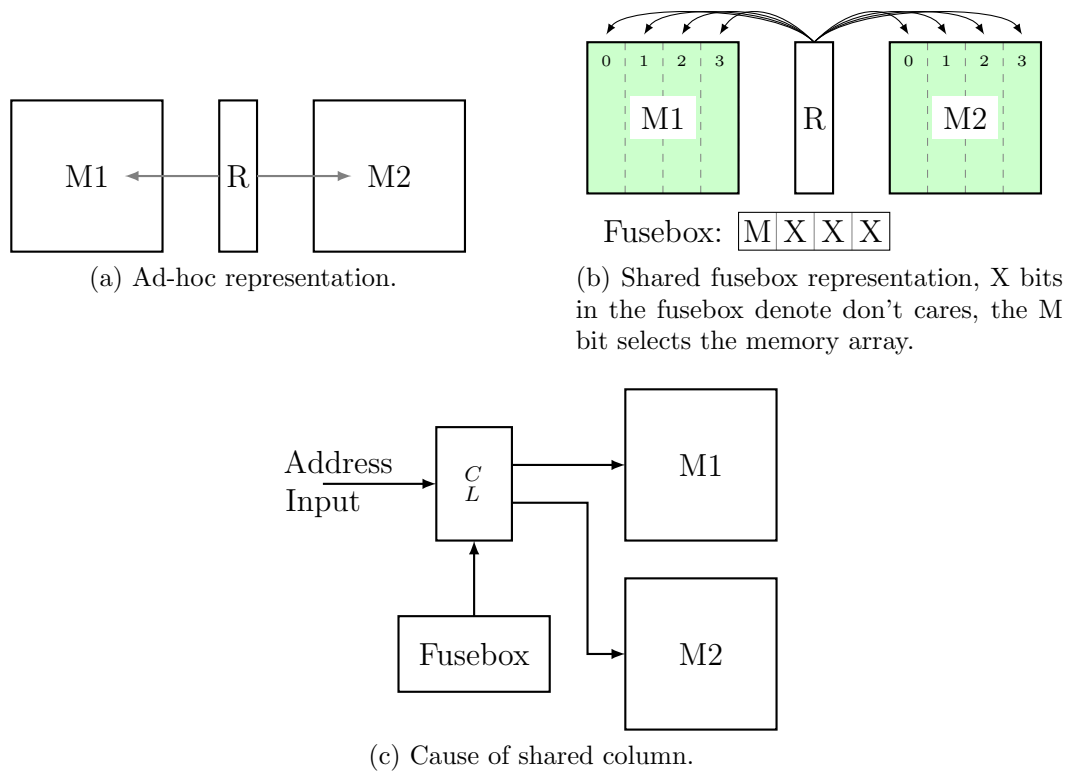 M1 R M2
(a) Ad-hoc representation.
0 1 2 3 0 1 2 3
M1 R M2
Fusebox: M X X X
(b) Shared fusebox representation, X bits
in the fusebox denote don't cares, the M
bit selects the memory array.
Address
Input
C
L
M1
Fusebox
M2
(c) Cause of shared column.